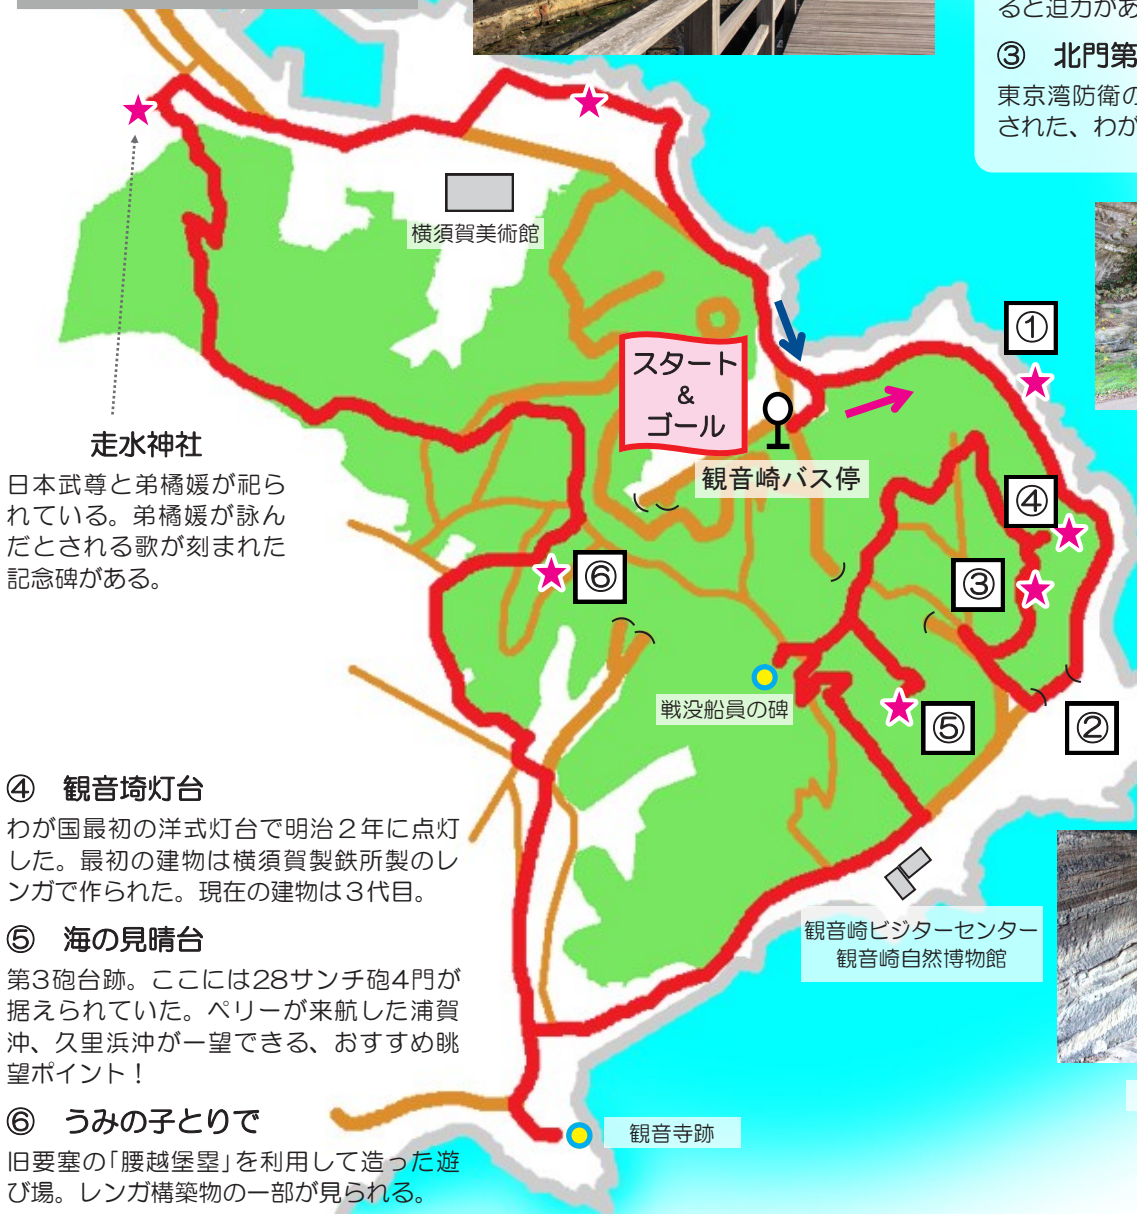 ると迫力があ
③ 北門第
東京湾防衛の
された、わが
横須賀美術館
①
スタート
&
ゴール
観音崎バス停
走水神社
日本武尊と弟橘媛が祀ら
れている。弟橘媛が詠ん
だとされる歌が刻まれた
記念碑がある。
④
③
⑥
戦没船員の碑
⑤
②
④ 観音埼灯台
わが国最初の洋式灯台で明治２年に点灯
した。最初の建物は横須賀製鉄所製のレ
ンガで作られた。現在の建物は３代目。
⑤ 海の見晴台
第3砲台跡。ここには28サンチ砲4門が
据えられていた。ペリーが来航した浦賀
沖、久里浜沖が一望できる、おすすめ眺
望ポイント！
観音崎ビジターセンター
観音崎自然博物館
⑥ うみの子とりで
旧要塞の｢腰越堡塁｣を利用して造った遊
び場。レンガ構築物の一部が見られる。
観音寺跡